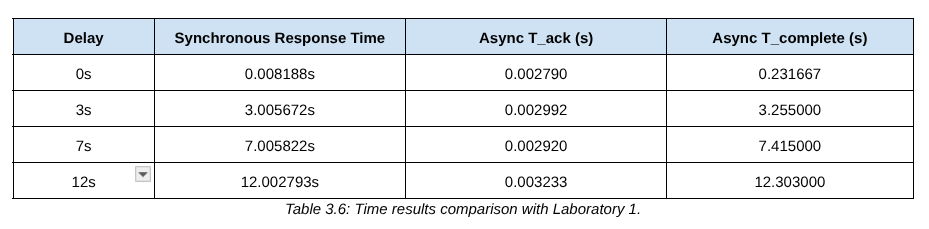 Delay Synchronous Response Time Async T_ack (s) Async T_complete (s)
0s 0.008188s 0.002790 0.231667
3s 3.005672s 0.002992 3.255000
7s 7.005822s 0.002920 7.415000
12s 12.002793s 0.003233 12.303000
Table 3.6: Time results comparison with Laboratory 1.